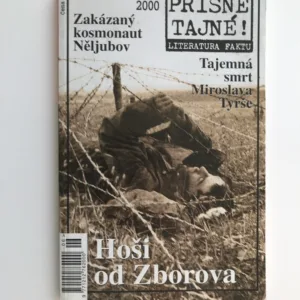 2000
PŘÍSNĚ
TAJNÉ!
LITERATURA FAKTU
Zakázaný
kosmonaut
Něljubov
Tajemná
smrt
Miroslava
Tyrše
Hoši
od Zborova